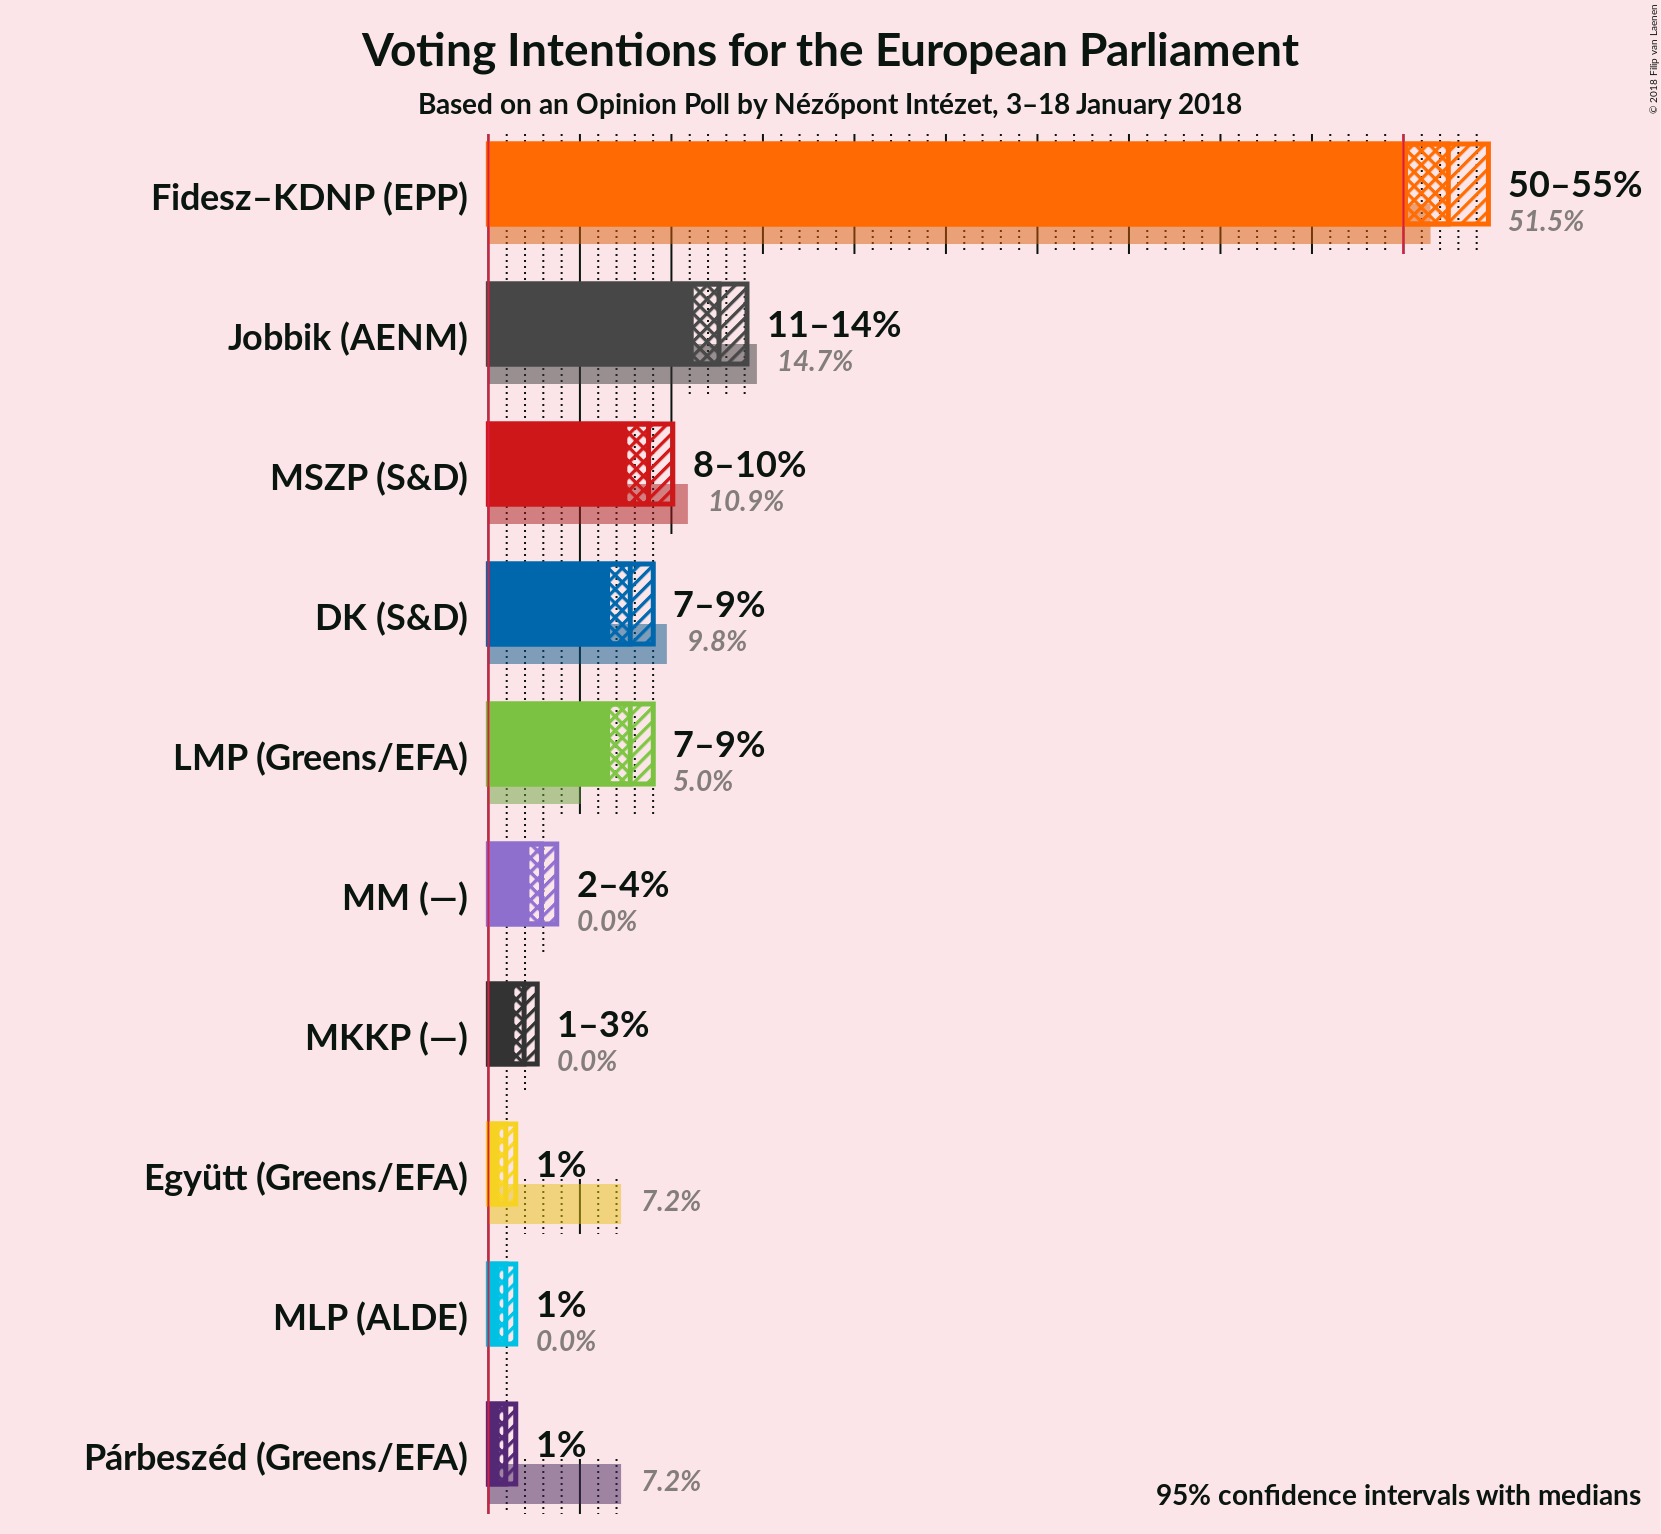 © 2018 Filip van Laenen
Voting Intentions for the European Parliament
Based on an Opinion Poll by Nézőpont Intézet, 3–18 January 2018
Fidesz–KDNP (EPP)
50–55%
51.5%
Jobbik (AENM)
11–14%
14.7%
MSZP (S&D)
8–10%
10.9%
DK (S&D)
7–9%
9.8%
LMP (Greens/EFA)
7–9%
5.0%
MM (—)
2–4%
0.0%
MKKP (—)
1–3%
0.0%
Együtt (Greens/EFA)
1%
7.2%
MLP (ALDE)
1%
0.0%
Párbeszéd (Greens/EFA)
1%
7.2%
95% confidence intervals with medians